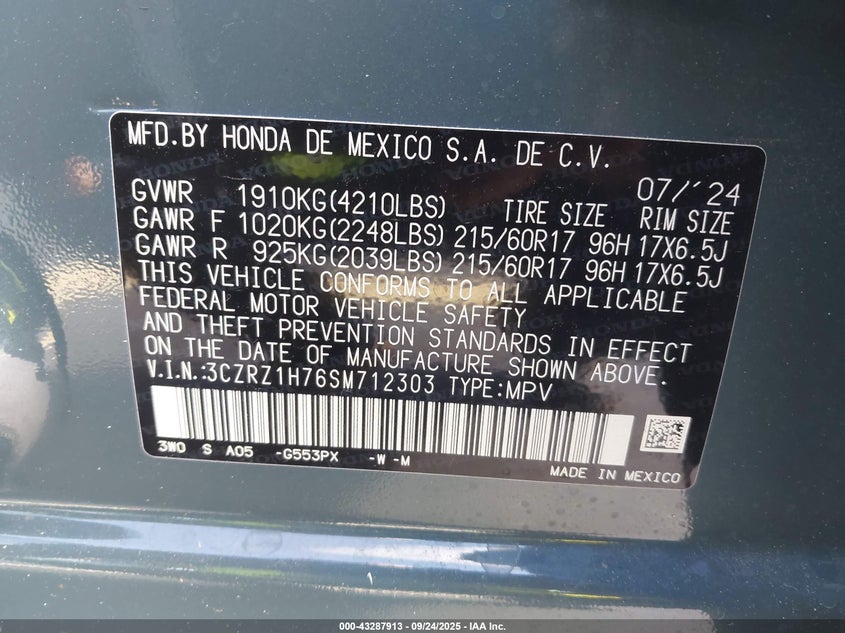 MFD.BY HONDA DE MEXICO S.A. DE C.V.
07/´24
GVWR 1910KG(4210LBS) TIRE SIZE RIM SIZE
GAWR F 1020KG(2248LBS) 215/60R17 96H 17X6.5J
GAWR R 925KG(2039LBS) 215/60R17 96H 17X6.5J
THIS VEHICLE CONFORMS TO ALL APPLICABLE
FEDERAL MOTOR VEHICLE SAFETY
AND THEFT PREVENTION STANDARDS IN EFFECT
ON THE DATE OF MANUFACTURE SHOWN ABOVE.
V.I.N.:3CZRZ1H76SM712303 TYPE:MPV
3W0 S A05 -G553PX -W -M
MADE IN MEXICO
000-43287913 - 09/24/2025 - IAA Inc.